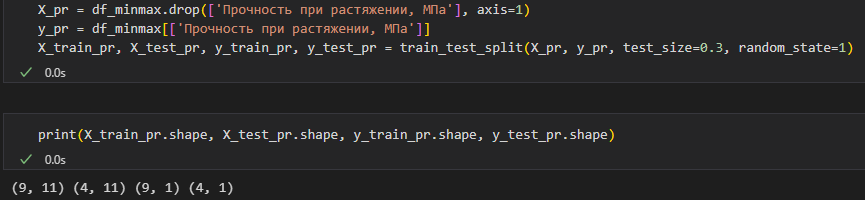 X_pr = df_minmax.drop(['Прочность при растяжении, МПа'], axis=1)
y_pr = df_minmax[['Прочность при растяжении, МПа']]
X_train_pr, X_test_pr, y_train_pr, y_test_pr = train_test_split(X_pr, y_pr, test_size=0.3, random_state=1)
✓ 0.0s
print(X_train_pr.shape, X_test_pr.shape, y_train_pr.shape, y_test_pr.shape)
✓ 0.0s
(9, 11) (4, 11) (9, 1) (4, 1)